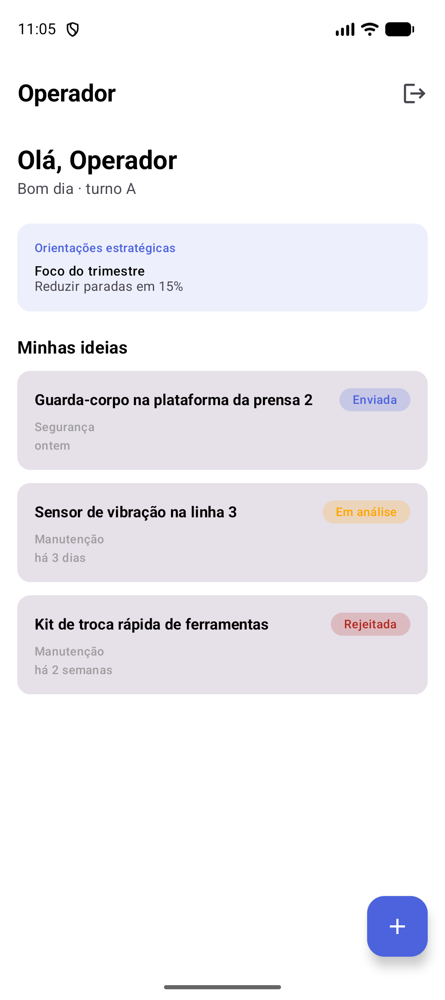 11:05
Operador
Olá, Operador
Bom dia · turno A
Orientações estratégicas
Foco do trimestre
Reduzir paradas em 15%
Minhas ideias
Guarda-corpo na plataforma da prensa 2
Enviada
Segurança
ontem
Sensor de vibração na linha 3
Em análise
Manutenção
há 3 dias
Kit de troca rápida de ferramentas
Rejeitada
Manutenção
há 2 semanas